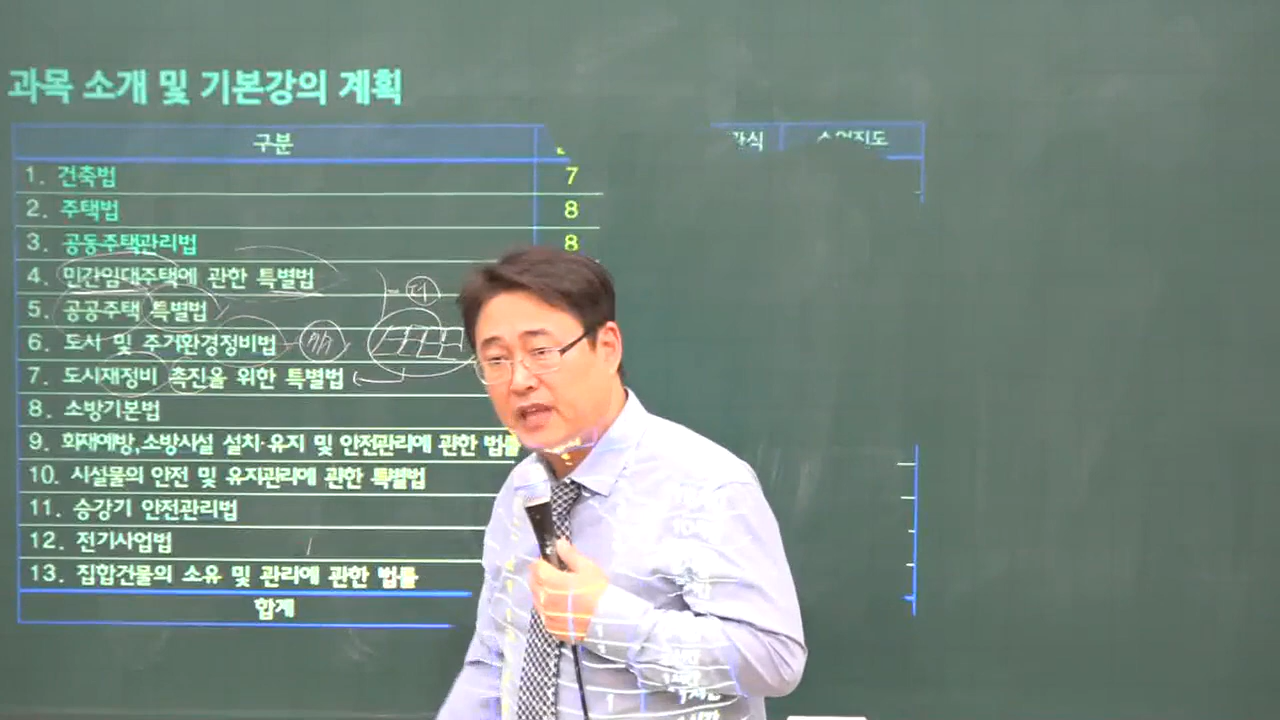 과목 소개 및 기본강의 계획
구분
관식
수업진도
1. 건축법 7
2. 주택법 8
3. 공동주택관리법 8
4. 민간임대주택에 관한 특별법
5. 공공주택 특별법
6. 도시 및 주거환경정비법
7. 도시재정비 촉진을 위한 특별법
8. 소방기본법
9. 화재예방,소방시설 설치·유지 및 안전관리에 관한 법률
10. 시설물의 안전 및 유지관리에 관한 특별법
11. 승강기 안전관리법
12. 전기사업법
13. 집합건물의 소유 및 관리에 관한 법률
합계